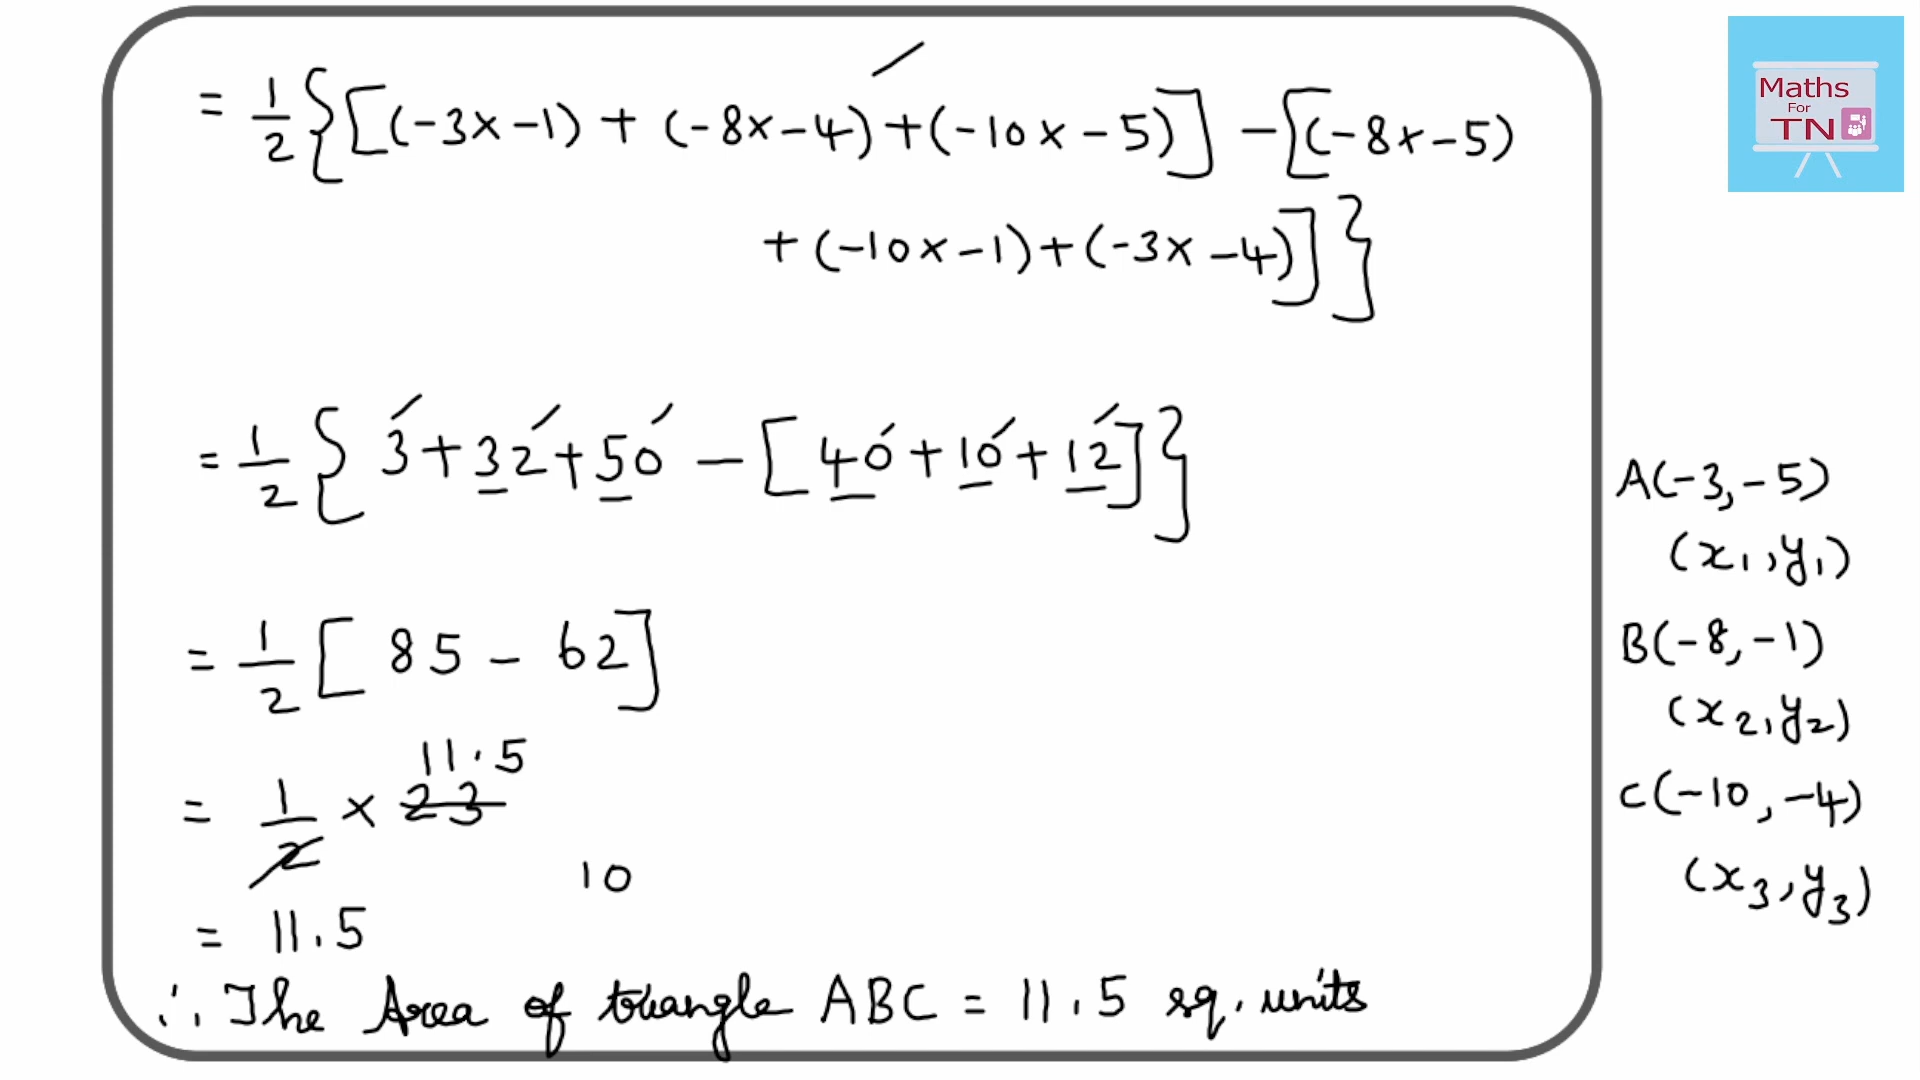 = 1/2 {[(-3x-1) + (-8x-4) + (-10x-5)] - [(-8x-5)
+ (-10x-1) + (-3x-4)]}
= 1/2 {3+32+50 - [40+10+12]}
= 1/2 [85 - 62]
11.5
= 1/2 x 23
10
= 11.5
∴ The Area of triangle ABC = 11.5 sq. units
Maths
For
TN
A(-3,-5)
(x₁,y₁)
B(-8,-1)
(x₂,y₂)
C(-10,-4)
(x₃,y₃)